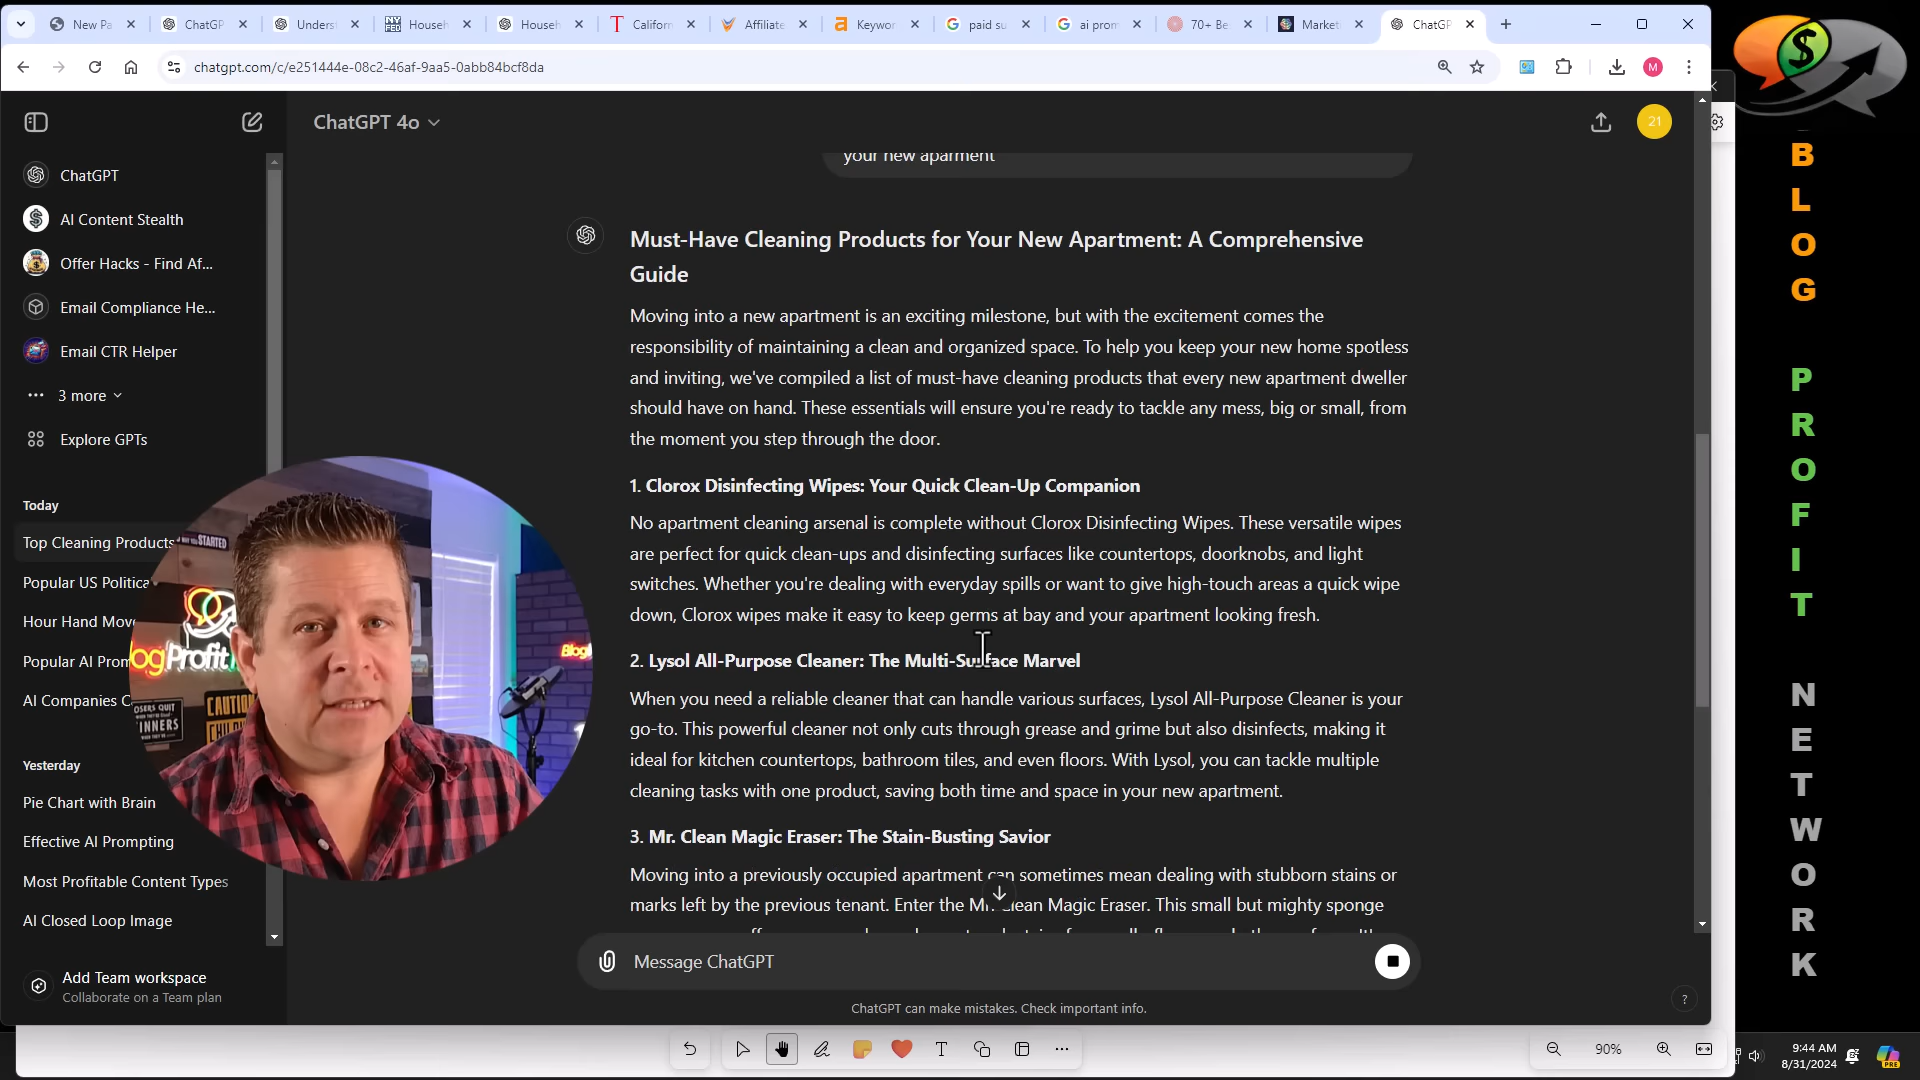 New Pa
ChatGP
Underst
Househ
Househ
Californ
Affiliate
Keywor
paid su
ai prom
70+ Be
Market
ChatGP
chatgpt.com/c/e251444e-08c2-46af-9aa5-0abb84bcf8da
M
ChatGPT 4o
21
ChatGPT
AI Content Stealth
Offer Hacks - Find Af...
Email Compliance He...
Email CTR Helper
3 more
Explore GPTs
Today
Top Cleaning Products
Popular US Politica
Hour Hand Move
Popular AI Prom
AI Companies C
Yesterday
Pie Chart with Brain
Effective AI Prompting
Most Profitable Content Types
AI Closed Loop Image
Add Team workspace
Collaborate on a Team plan
your new aparment
Must-Have Cleaning Products for Your New Apartment: A Comprehensive
Guide
Moving into a new apartment is an exciting milestone, but with the excitement comes the
responsibility of maintaining a clean and organized space. To help you keep your new home spotless
and inviting, we've compiled a list of must-have cleaning products that every new apartment dweller
should have on hand. These essentials will ensure you're ready to tackle any mess, big or small, from
the moment you step through the door.
1. Clorox Disinfecting Wipes: Your Quick Clean-Up Companion
No apartment cleaning arsenal is complete without Clorox Disinfecting Wipes. These versatile wipes
are perfect for quick clean-ups and disinfecting surfaces like countertops, doorknobs, and light
switches. Whether you're dealing with everyday spills or want to give high-touch areas a quick wipe
down, Clorox wipes make it easy to keep germs at bay and your apartment looking fresh.
2. Lysol All-Purpose Cleaner: The Multi-Surface Marvel
When you need a reliable cleaner that can handle various surfaces, Lysol All-Purpose Cleaner is your
go-to. This powerful cleaner not only cuts through grease and grime but also disinfects, making it
ideal for kitchen countertops, bathroom tiles, and even floors. With Lysol, you can tackle multiple
cleaning tasks with one product, saving both time and space in your new apartment.
3. Mr. Clean Magic Eraser: The Stain-Busting Savior
Moving into a previously occupied apartment can sometimes mean dealing with stubborn stains or
marks left by the previous tenant. Enter the Mr. Clean Magic Eraser. This small but mighty sponge
Message ChatGPT
ChatGPT can make mistakes. Check important info.
?
STARTED
ogProfit
Blog
OSERS QUIT
INNERS
CAUTIO
90%
9:44 AM
8/31/2024
PRE
$
BLOG
PROFIT
NETWORK